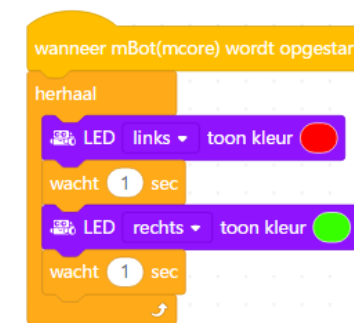 wanneer mBot(mcore) wordt opgestar
herhaal
LED links toon kleur
wacht 1 sec
LED rechts toon kleur
wacht 1 sec